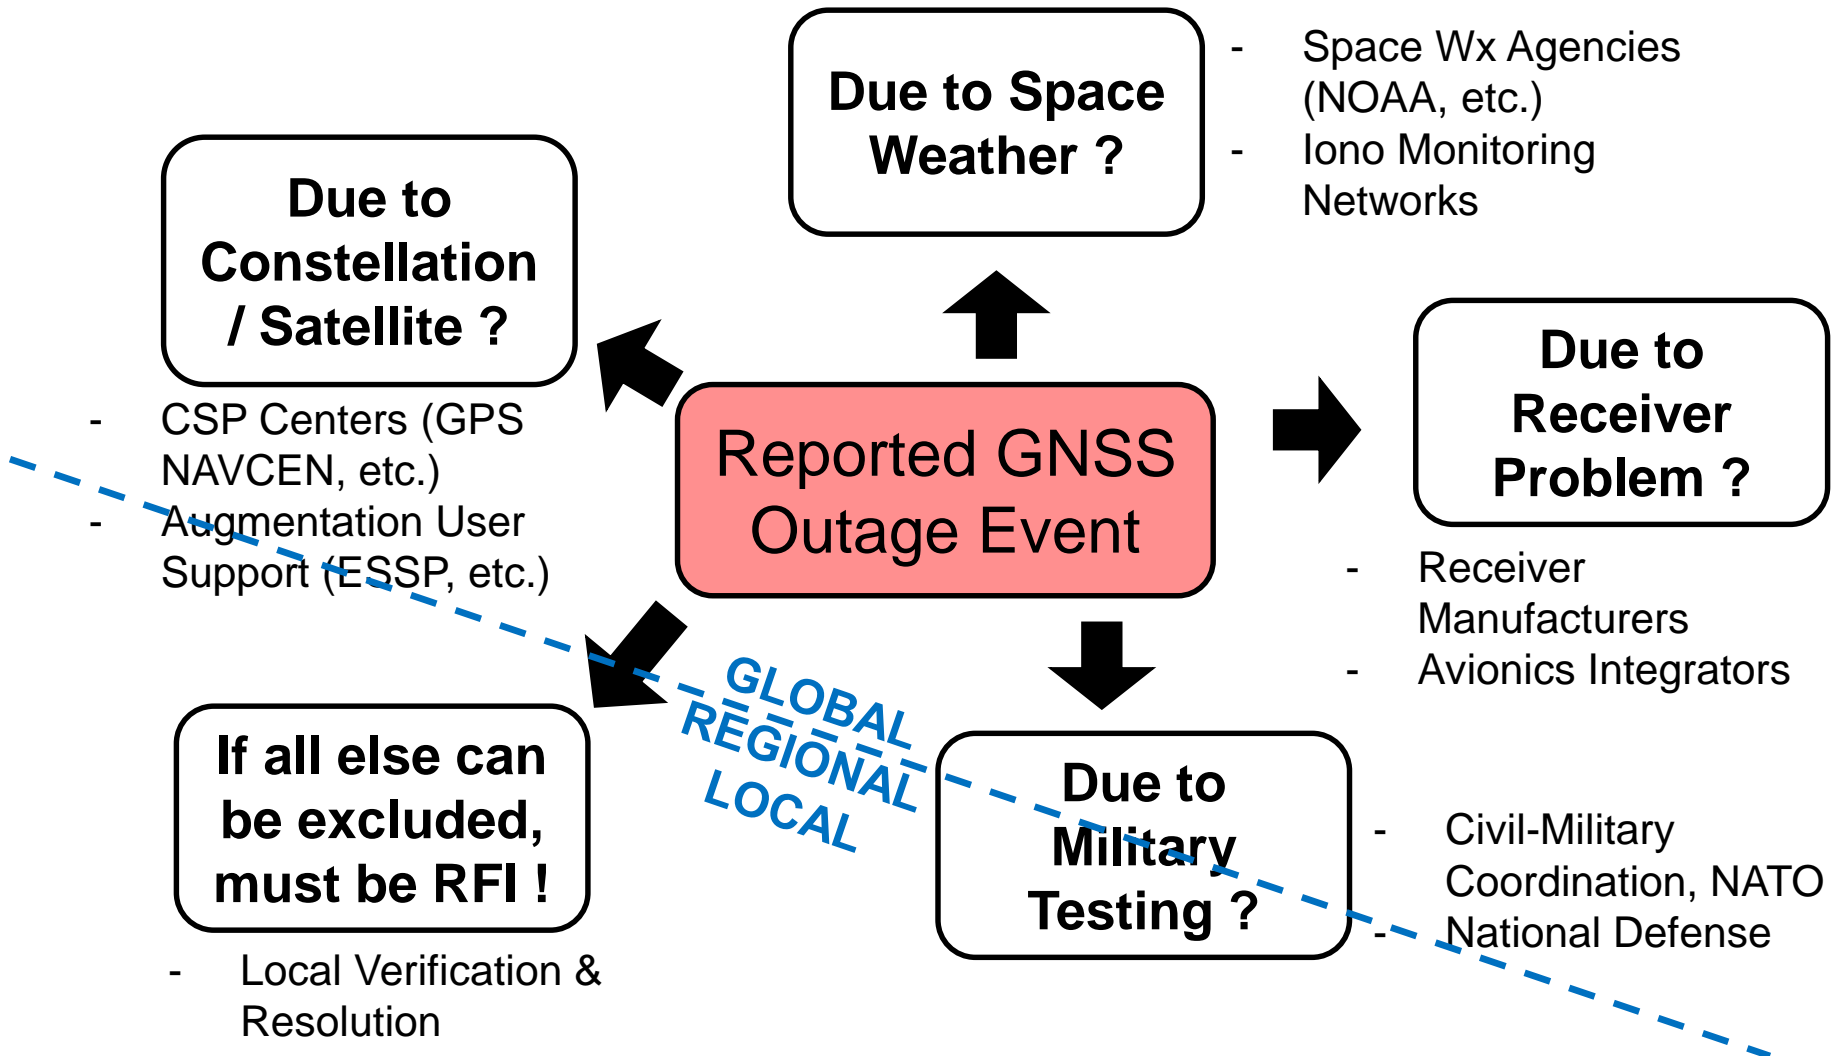 Due to Space
Weather ?
- Space Wx Agencies
(NOAA, etc.)
- Iono Monitoring
Networks
Due to
Constellation
/ Satellite ?
- CSP Centers (GPS
NAVCEN, etc.)
- Augmentation User
Support (ESSP, etc.)
Reported GNSS
Outage Event
Due to
Receiver
Problem ?
- Receiver
Manufacturers
- Avionics Integrators
GLOBAL
REGIONAL
LOCAL
If all else can
be excluded,
must be RFI !
- Local Verification &
Resolution
Due to
Military
Testing ?
- Civil-Military
Coordination, NATO
- National Defense